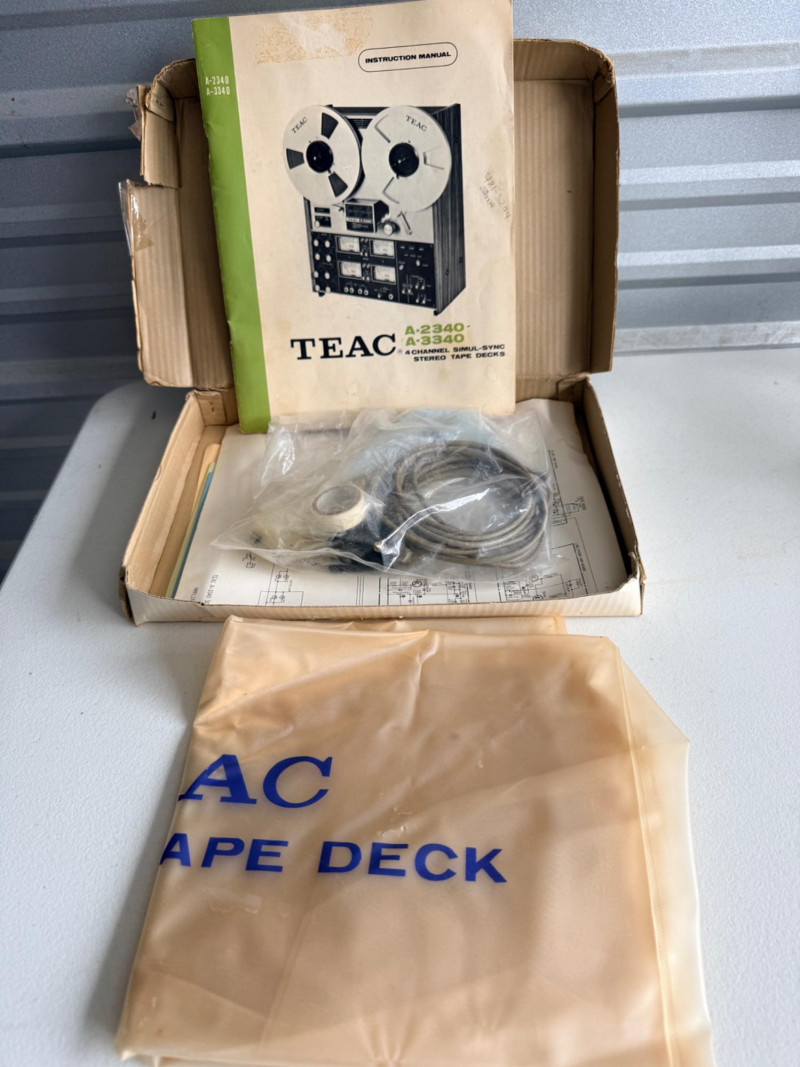 A-2340
A-3340
INSTRUCTION MANUAL
TEAC
TEAC
TEAC®
A-2340
A-3340
4 CHANNEL SIMUL-SYNC
STEREO TAPE DECKS
AC
APE DECK